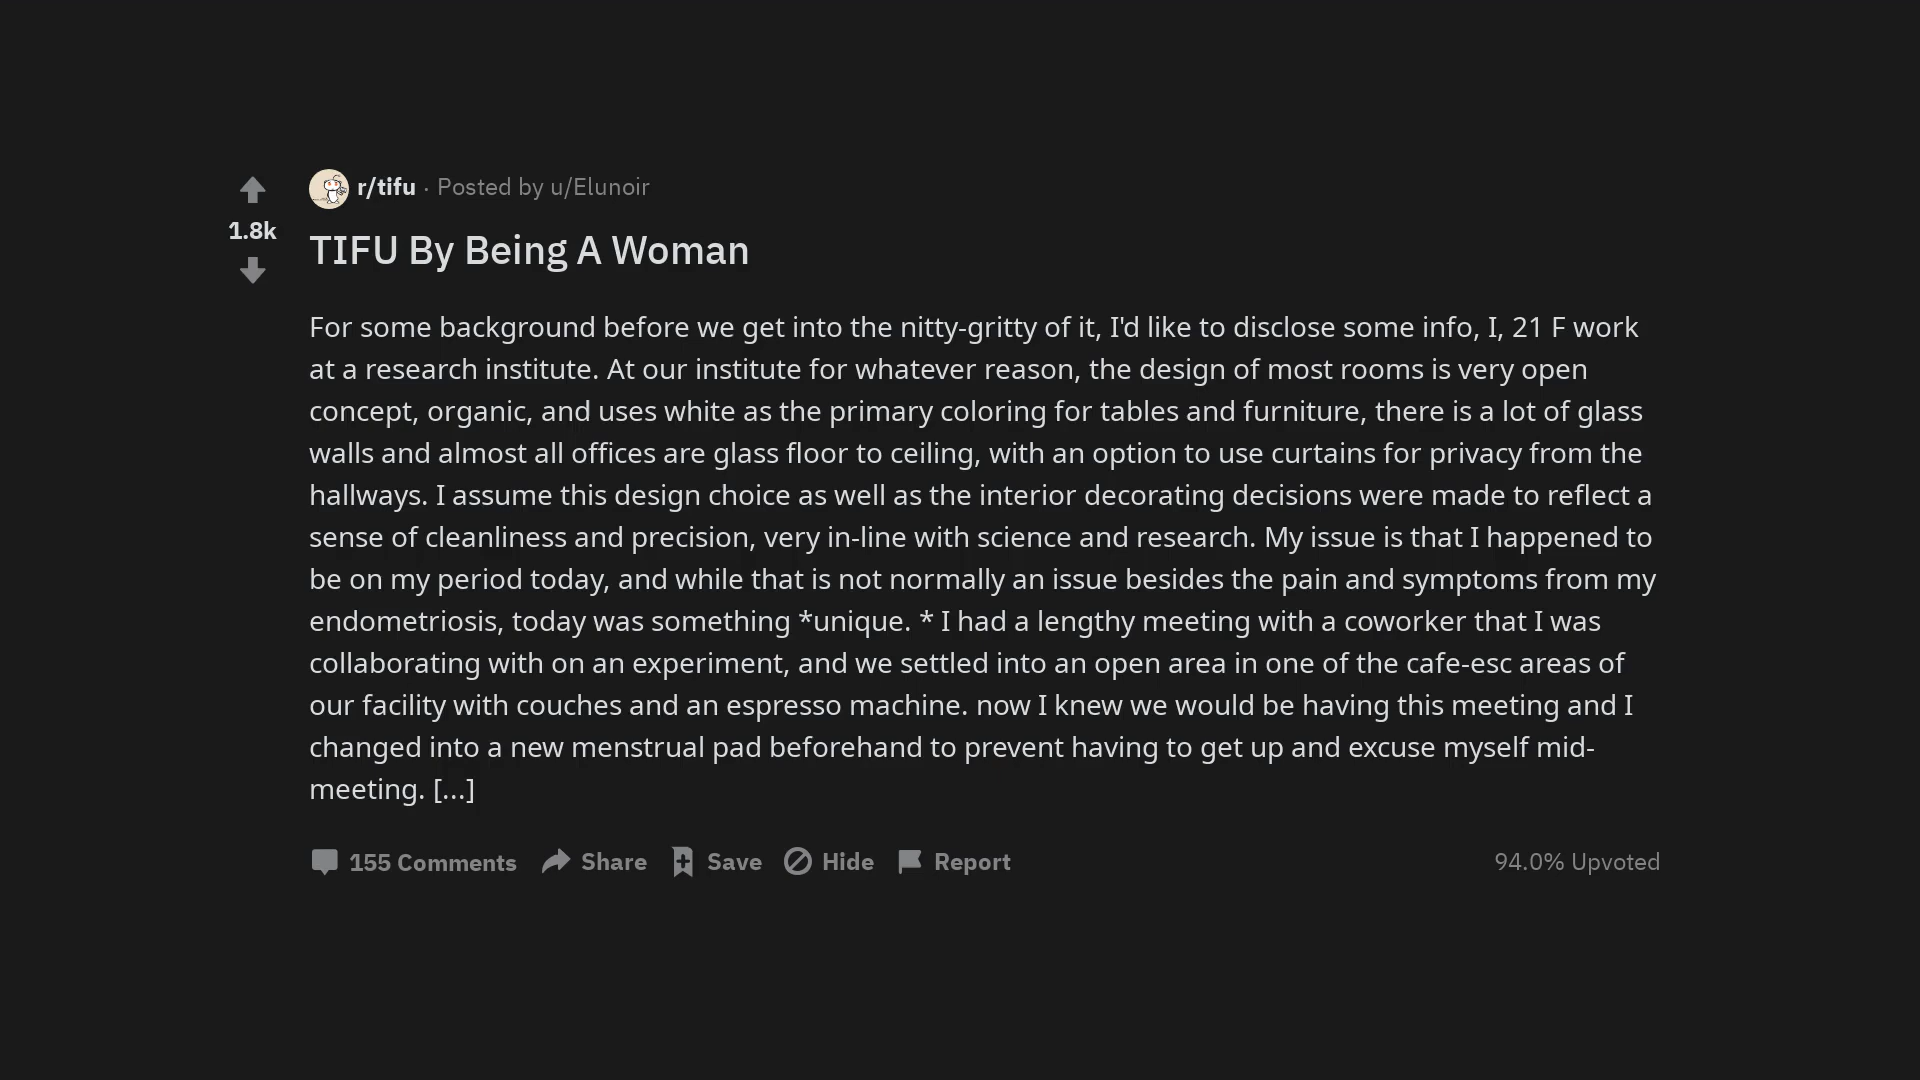 r/tifu · Posted by u/Elunoir
1.8k
TIFU By Being A Woman
For some background before we get into the nitty-gritty of it, I'd like to disclose some info, I, 21 F work
at a research institute. At our institute for whatever reason, the design of most rooms is very open
concept, organic, and uses white as the primary coloring for tables and furniture, there is a lot of glass
walls and almost all offices are glass floor to ceiling, with an option to use curtains for privacy from the
hallways. I assume this design choice as well as the interior decorating decisions were made to reflect a
sense of cleanliness and precision, very in-line with science and research. My issue is that I happened to
be on my period today, and while that is not normally an issue besides the pain and symptoms from my
endometriosis, today was something *unique. * I had a lengthy meeting with a coworker that I was
collaborating with on an experiment, and we settled into an open area in one of the cafe-esc areas of
our facility with couches and an espresso machine. now I knew we would be having this meeting and I
changed into a new menstrual pad beforehand to prevent having to get up and excuse myself mid-
meeting. [...]
155 Comments Share Save Hide Report 94.0% Upvoted